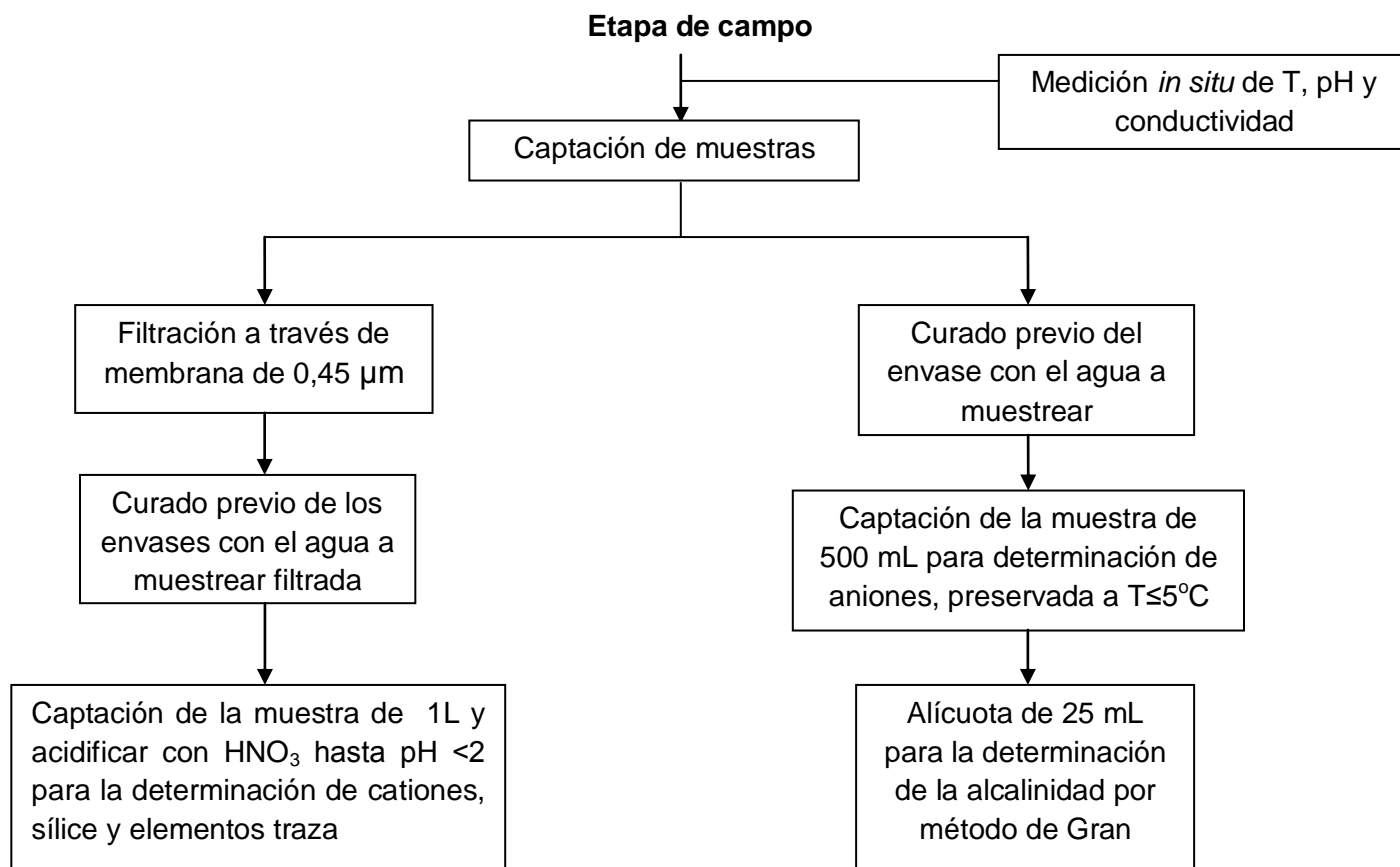 Etapa de campo
Medición in situ de T, pH y
conductividad
Captación de muestras
Filtración a través de
membrana de 0,45 µm
Curado previo de los
envases con el agua a
muestrear filtrada
Captación de la muestra de 1L y
acidificar con HNO₃ hasta pH <2
para la determinación de cationes,
sílice y elementos traza
Curado previo del
envase con el agua a
muestrear
Captación de la muestra de
500 mL para determinación de
aniones, preservada a T≤5°C
Alícuota de 25 mL
para la determinación
de la alcalinidad por
método de Gran